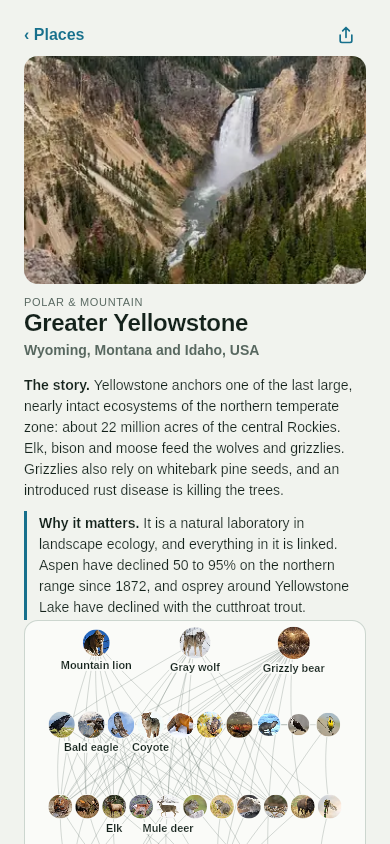 ‹ Places
POLAR & MOUNTAIN
Greater Yellowstone
Wyoming, Montana and Idaho, USA
The story. Yellowstone anchors one of the last large,
nearly intact ecosystems of the northern temperate
zone: about 22 million acres of the central Rockies.
Elk, bison and moose feed the wolves and grizzlies.
Grizzlies also rely on whitebark pine seeds, and an
introduced rust disease is killing the trees.
Why it matters. It is a natural laboratory in
landscape ecology, and everything in it is linked.
Aspen have declined 50 to 95% on the northern
range since 1872, and osprey around Yellowstone
Lake have declined with the cutthroat trout.
Mountain lion
Gray wolf
Grizzly bear
Bald eagle
Coyote
Elk
Mule deer